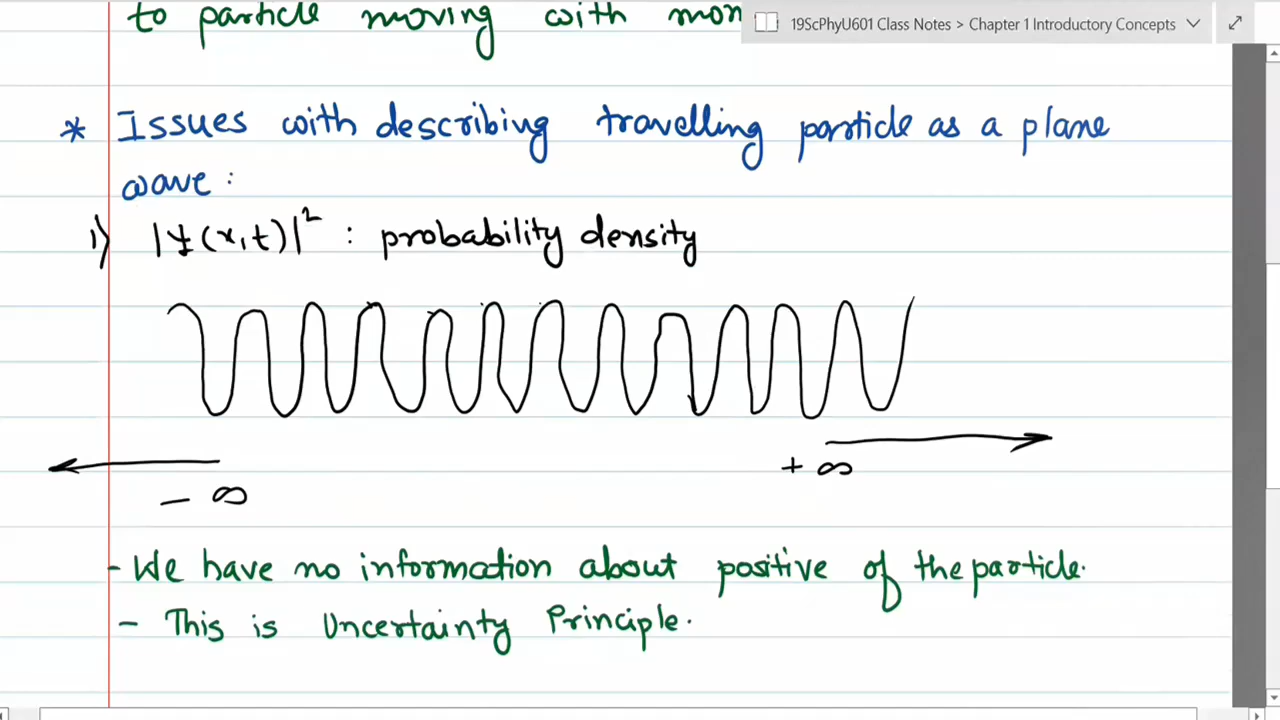 to particle moving with mom
19ScPhyU601 Class Notes > Chapter 1 Introductory Concepts
* Issues with describing travelling particle as a plane
wave :
1) |Ψ(x,t)|² : probability density
- ∞
+ ∞
- We have no information about positive of the particle.
- This is Uncertainty Principle.